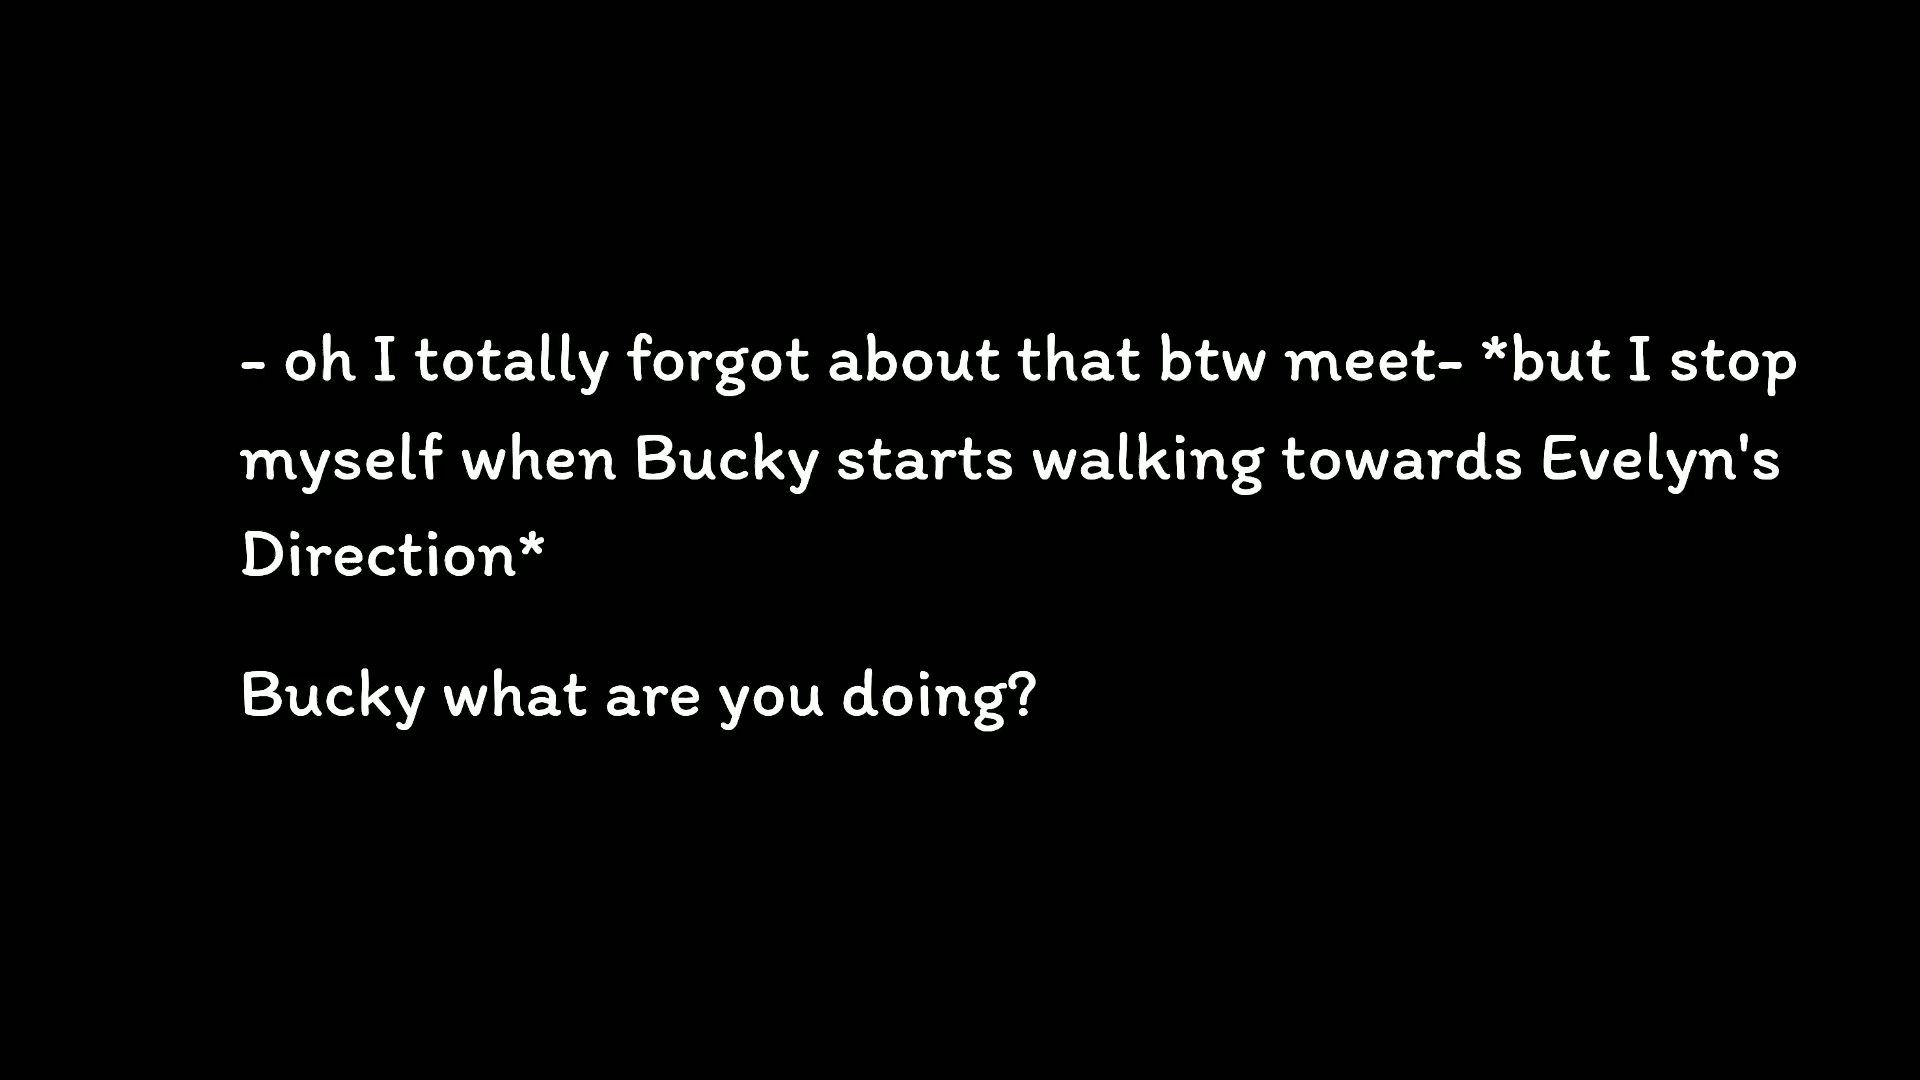 - oh I totally forgot about that btw meet- *but I stop
myself when Bucky starts walking towards Evelyn's
Direction*
Bucky what are you doing?